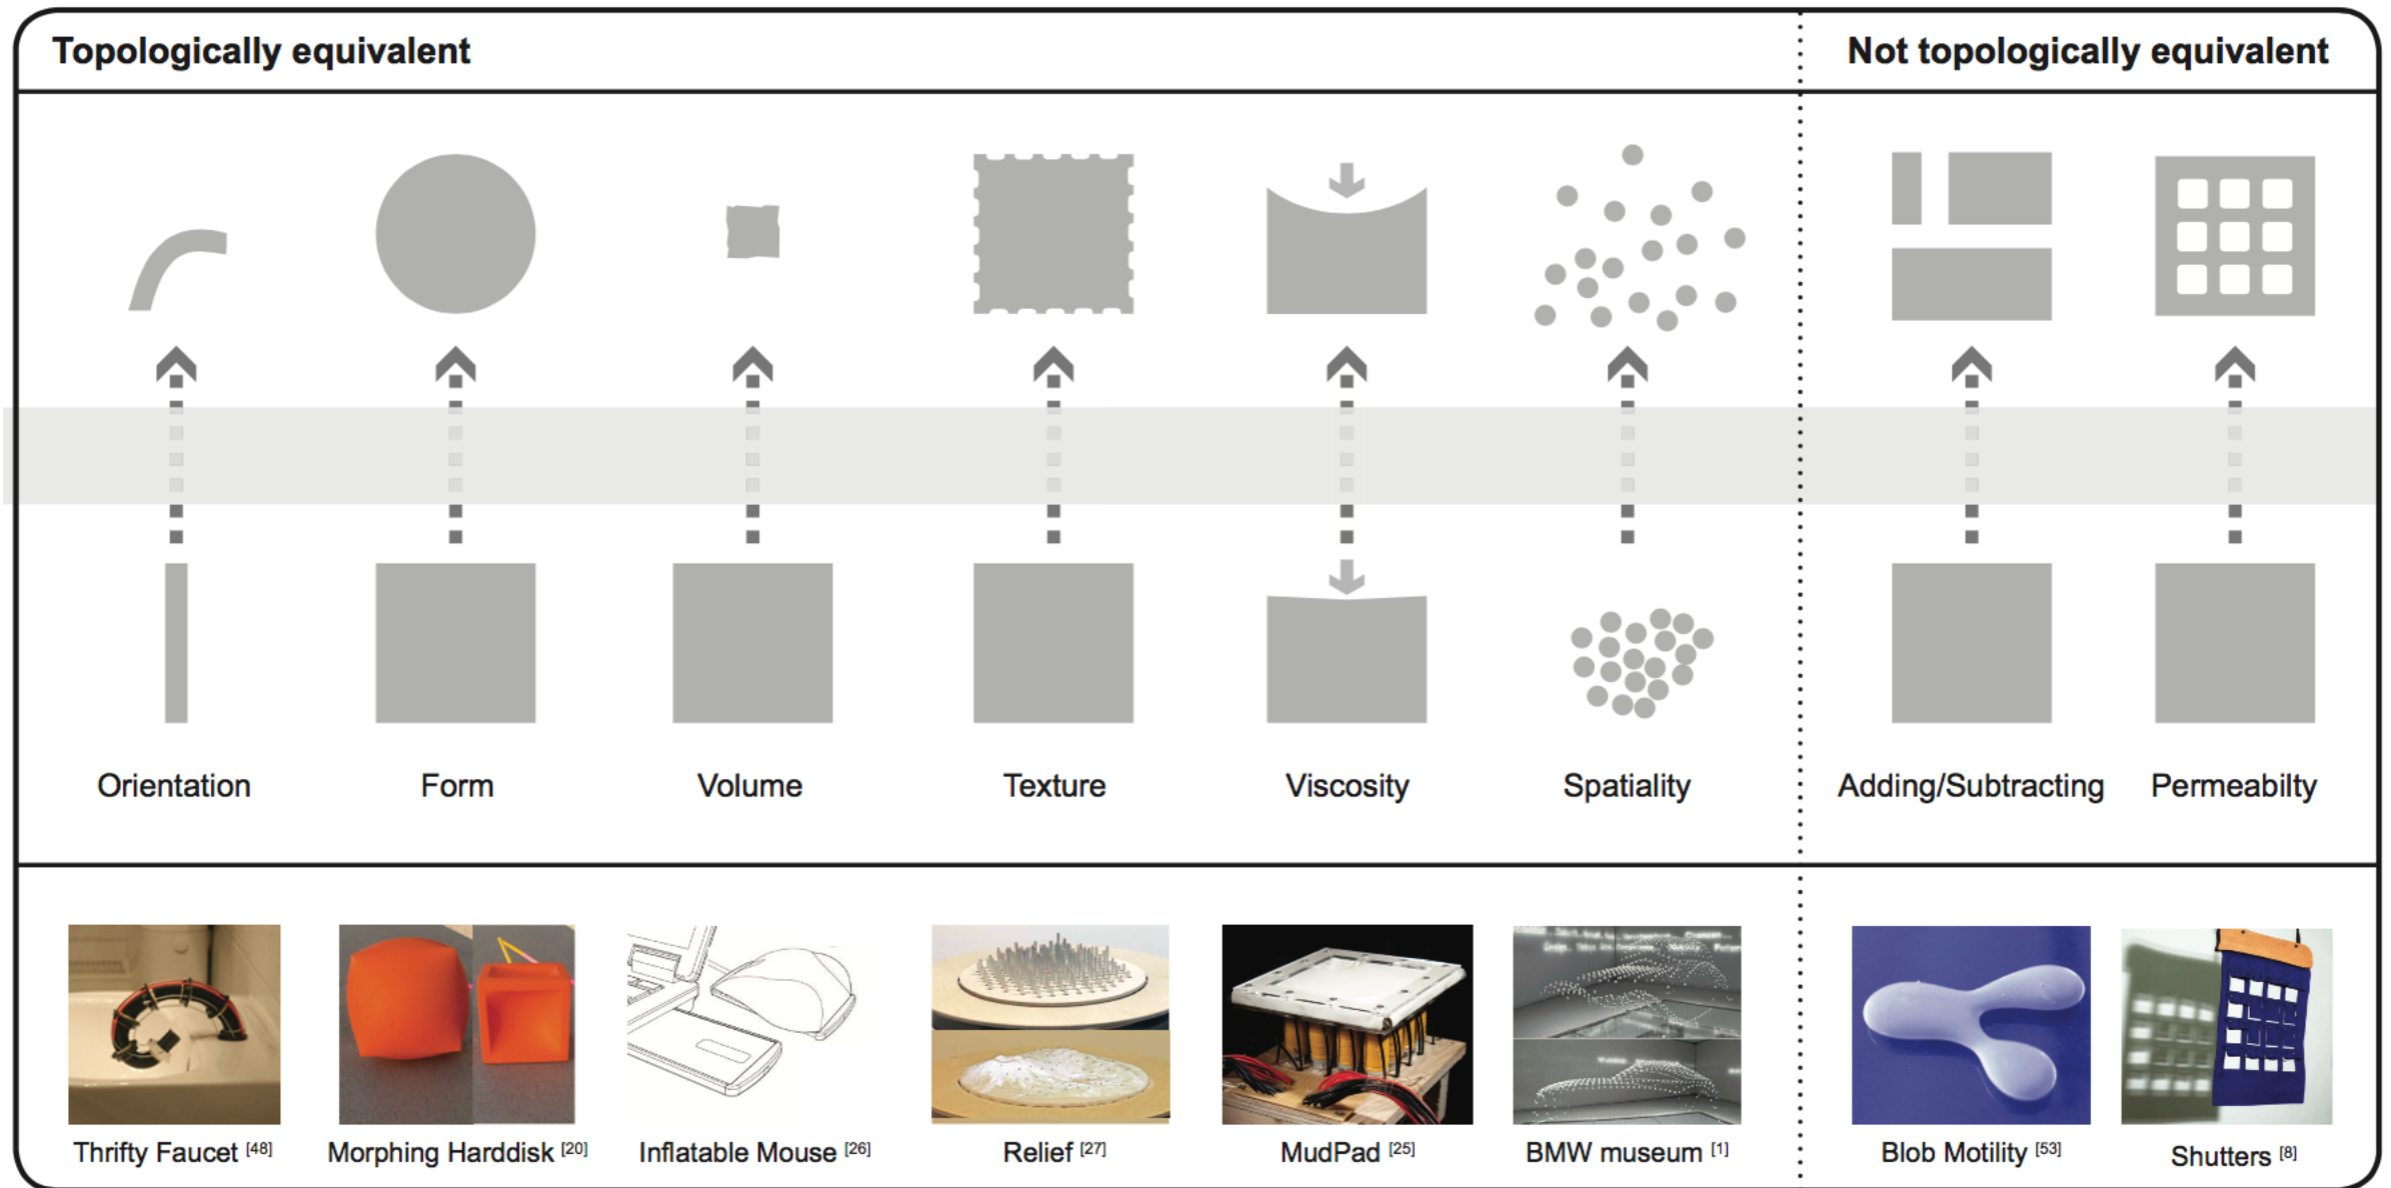 Topologically equivalent
Not topologically equivalent
Orientation
Form
Volume
Texture
Viscosity
Spatiality
Adding/Subtracting
Permeabilty
Thrifty Faucet [48]
Morphing Harddisk [20]
Inflatable Mouse [26]
Relief [27]
MudPad [25]
BMW museum [1]
Blob Motility [53]
Shutters [8]